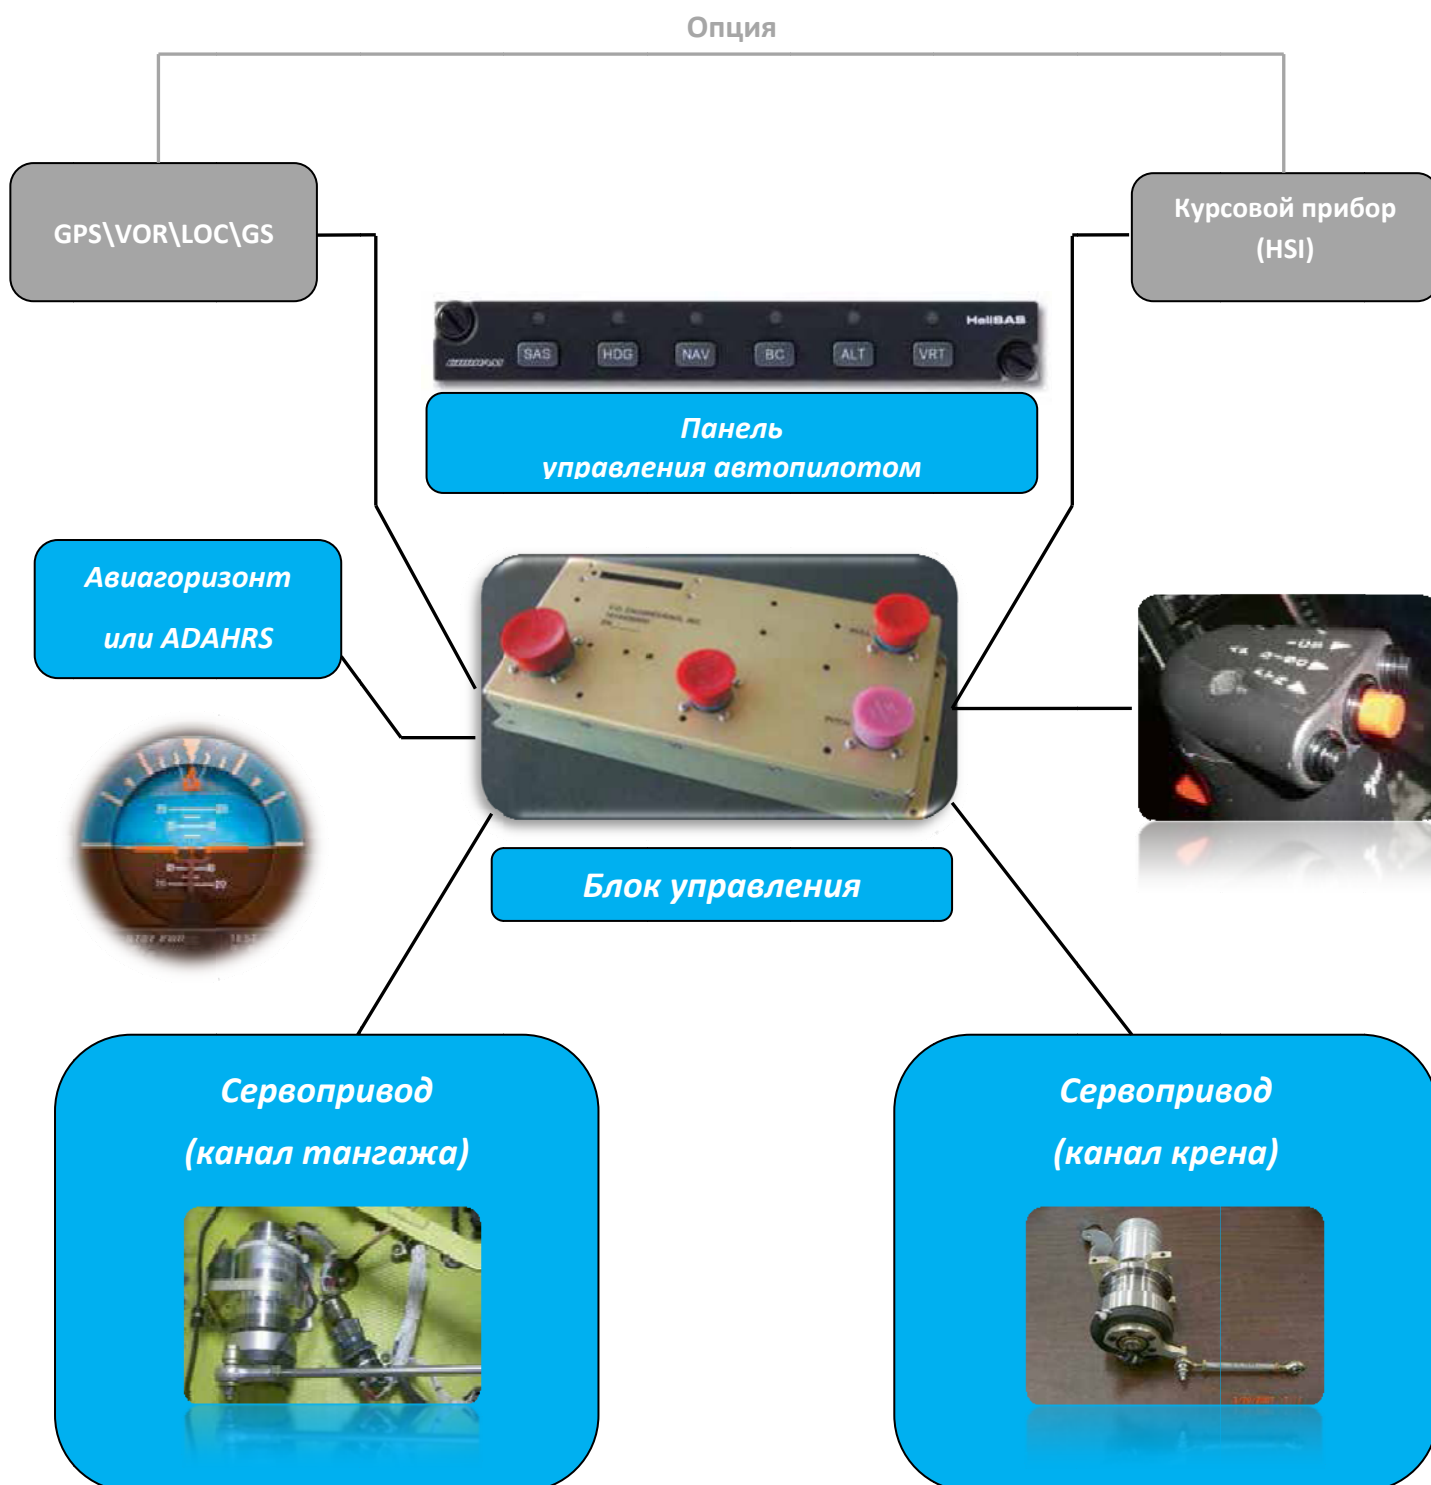 Опция
GPS\VOR\LOC\GS
Курсовой прибор
(HSI)
HeliSAS
SAS HDG NAV BC ALT VRT
Панель
управления автопилотом
Авиагоризонт
или ADAHRS
Блок управления
Сервопривод
(канал тангажа)
Сервопривод
(канал крена)